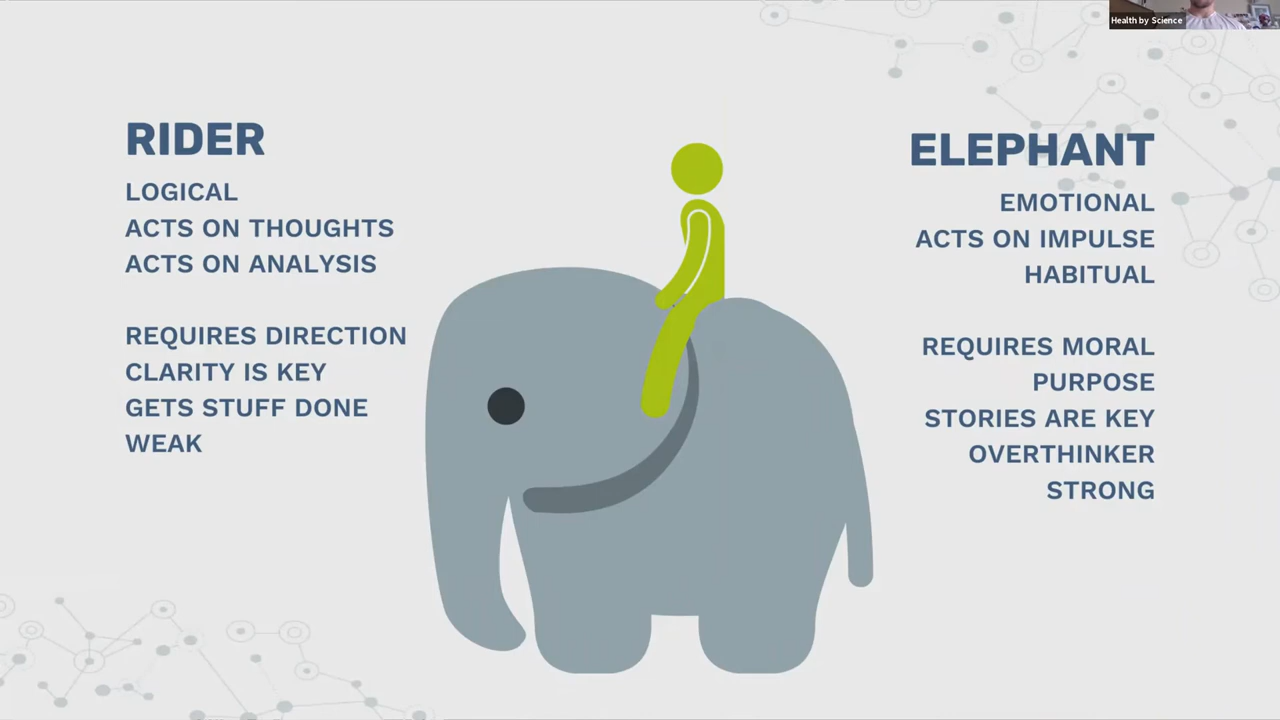 Health by Science
RIDER
LOGICAL
ACTS ON THOUGHTS
ACTS ON ANALYSIS
REQUIRES DIRECTION
CLARITY IS KEY
GETS STUFF DONE
WEAK
ELEPHANT
EMOTIONAL
ACTS ON IMPULSE
HABITUAL
REQUIRES MORAL
PURPOSE
STORIES ARE KEY
OVERTHINKER
STRONG